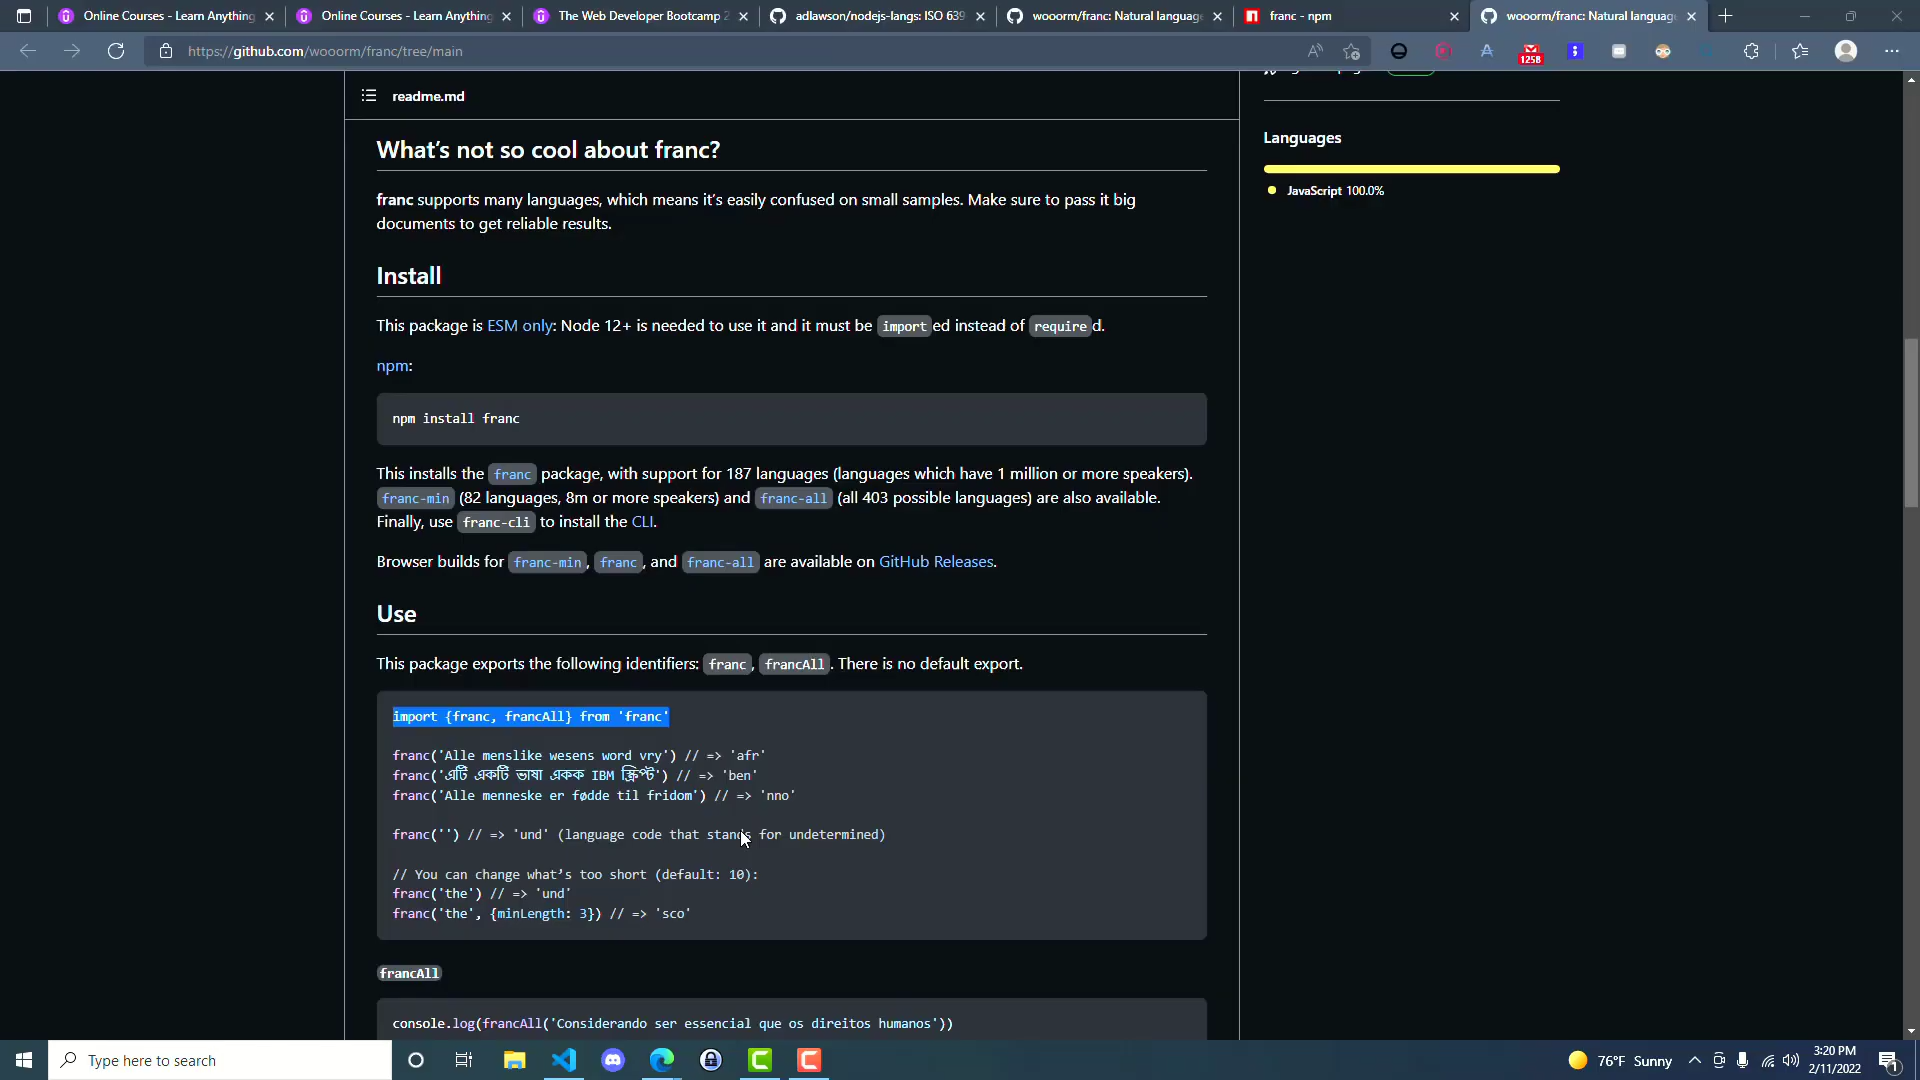 Online Courses - Learn Anything
Online Courses - Learn Anything
The Web Developer Bootcamp 2
adlawson/nodejs-langs: ISO 639
wooorm/franc: Natural language
franc - npm
wooorm/franc: Natural language
https://github.com/wooorm/franc/tree/main
1258
readme.md
What's not so cool about franc?
franc supports many languages, which means it's easily confused on small samples. Make sure to pass it big
documents to get reliable results.
Install
This package is ESM only: Node 12+ is needed to use it and it must be imported instead of required.
npm:
npm install franc
This installs the franc package, with support for 187 languages (languages which have 1 million or more speakers).
franc-min (82 languages, 8m or more speakers) and franc-all (all 403 possible languages) are also available.
Finally, use franc-cli to install the CLI.
Browser builds for franc-min, franc, and franc-all are available on GitHub Releases.
Use
This package exports the following identifiers: franc, francAll. There is no default export.
import {franc, francAll} from 'franc'
franc('Alle menslike wesens word vry') // => 'afr'
franc('এটি একটি ভাষা একক IBM স্ক্রিপ্ট') // => 'ben'
franc('Alle menneske er fødde til fridom') // => 'nno'
franc('') // => 'und' (language code that stands for undetermined)
// You can change what's too short (default: 10):
franc('the') // => 'und'
franc('the', {minLength: 3}) // => 'sco'
francAll
console.log(francAll('Considerando ser essencial que os direitos humanos'))
Languages
JavaScript 100.0%
Type here to search
76°F Sunny
3:20 PM
2/11/2022
1